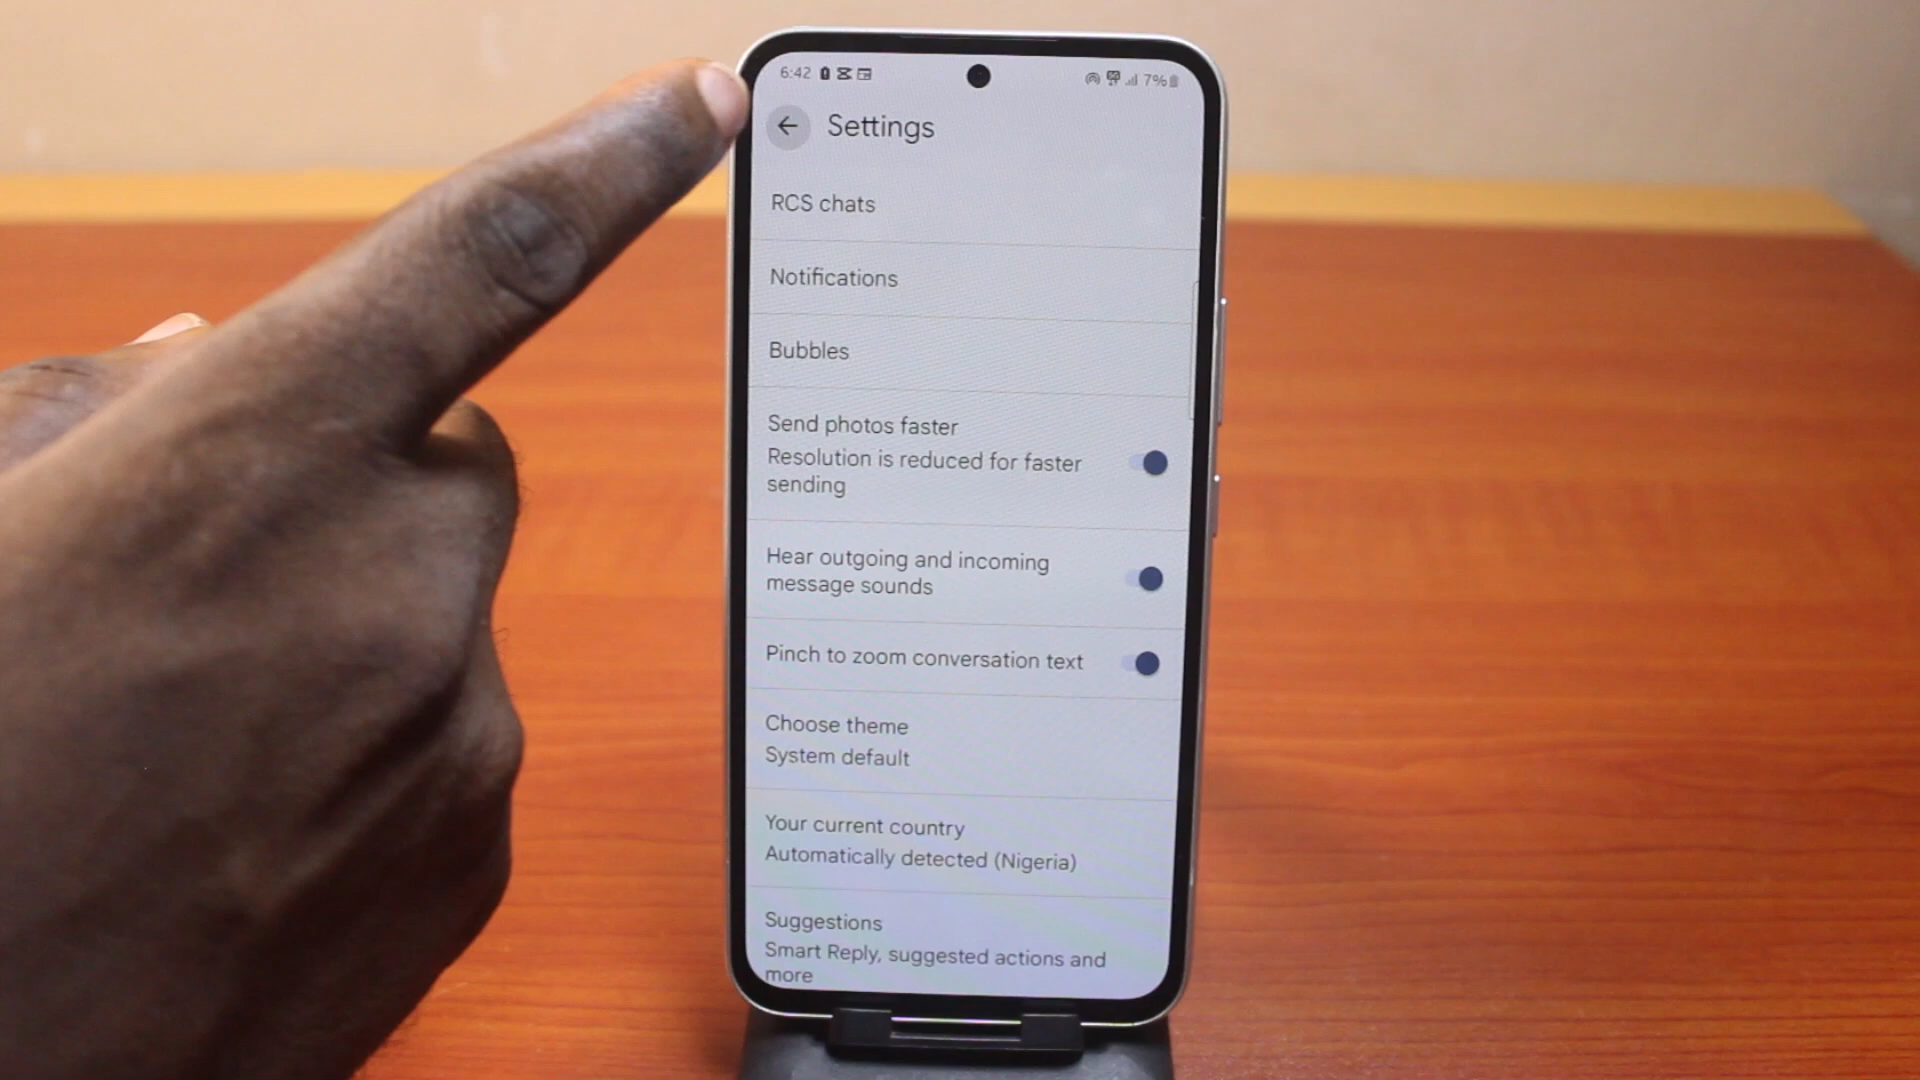 6:42
7%
Settings
RCS chats
Notifications
Bubbles
Send photos faster
Resolution is reduced for faster
sending
Hear outgoing and incoming
message sounds
Pinch to zoom conversation text
Choose theme
System default
Your current country
Automatically detected (Nigeria)
Suggestions
Smart Reply, suggested actions and
more